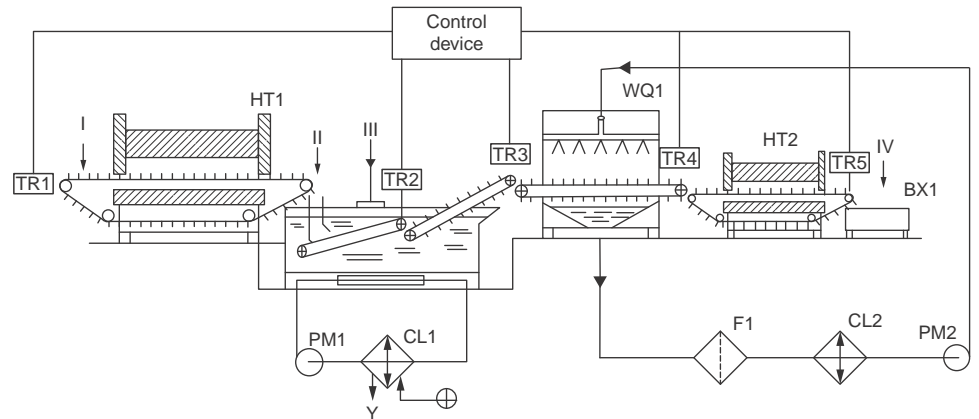 Control
device
HT1
I
II
III
TR1
TR2
TR3
WQ1
TR4
HT2
TR5
IV
BX1
PM1
CL1
Y
F1
CL2
PM2